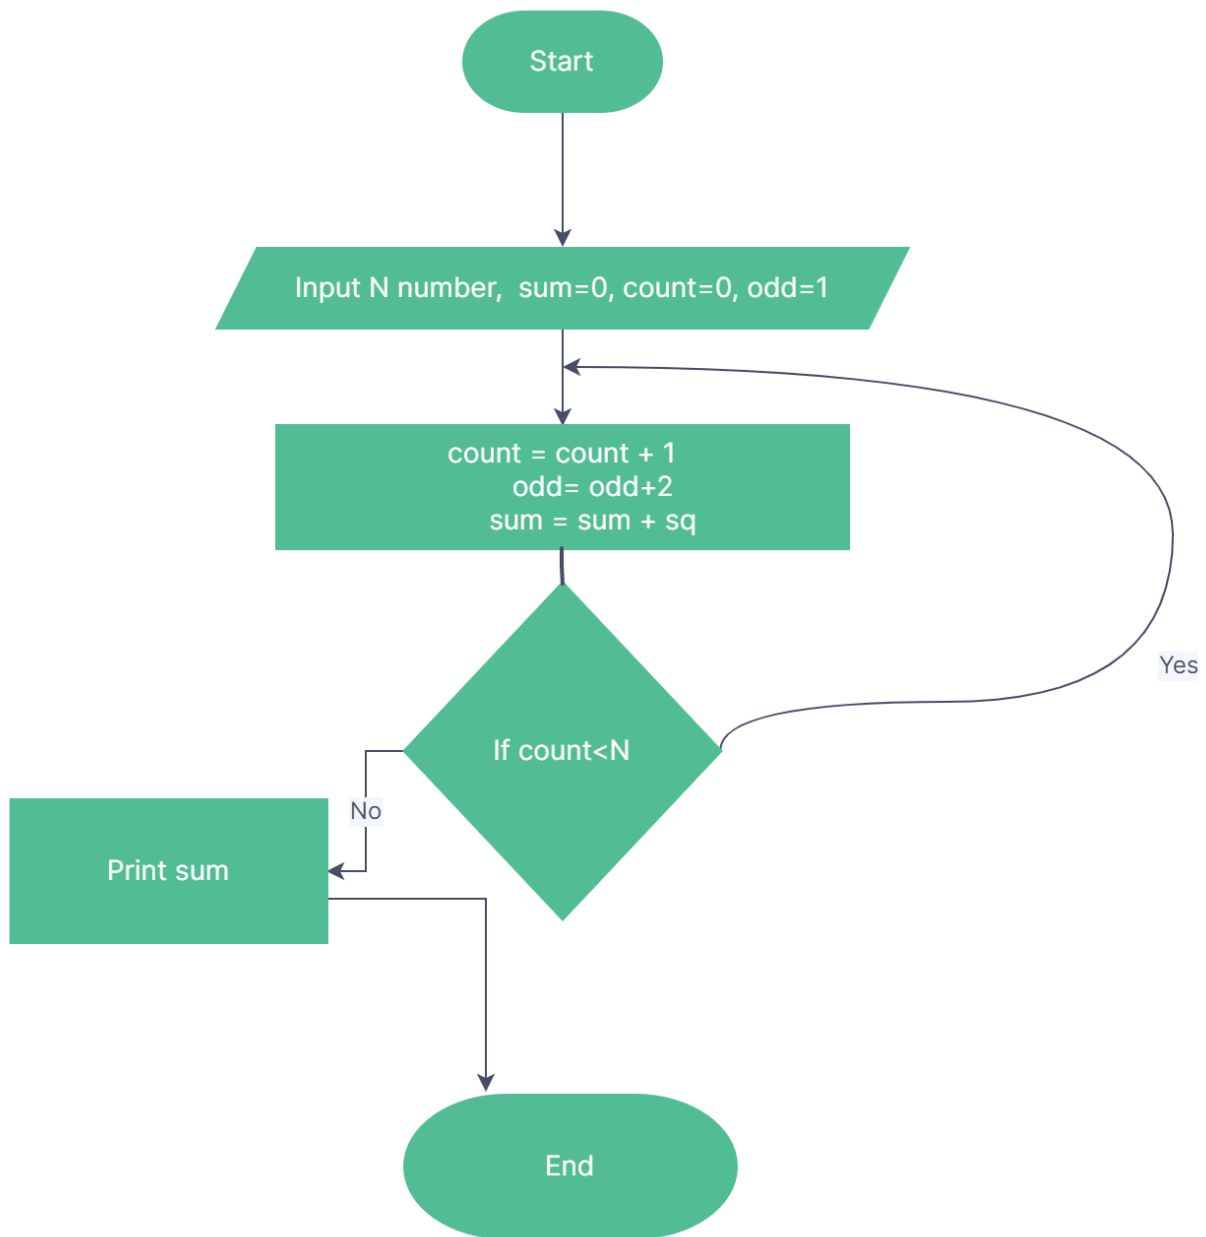 Start
Input N number,  sum=0, count=0, odd=1
count = count + 1
odd= odd+2
sum = sum + sq
If count<N
Yes
No
Print sum
End